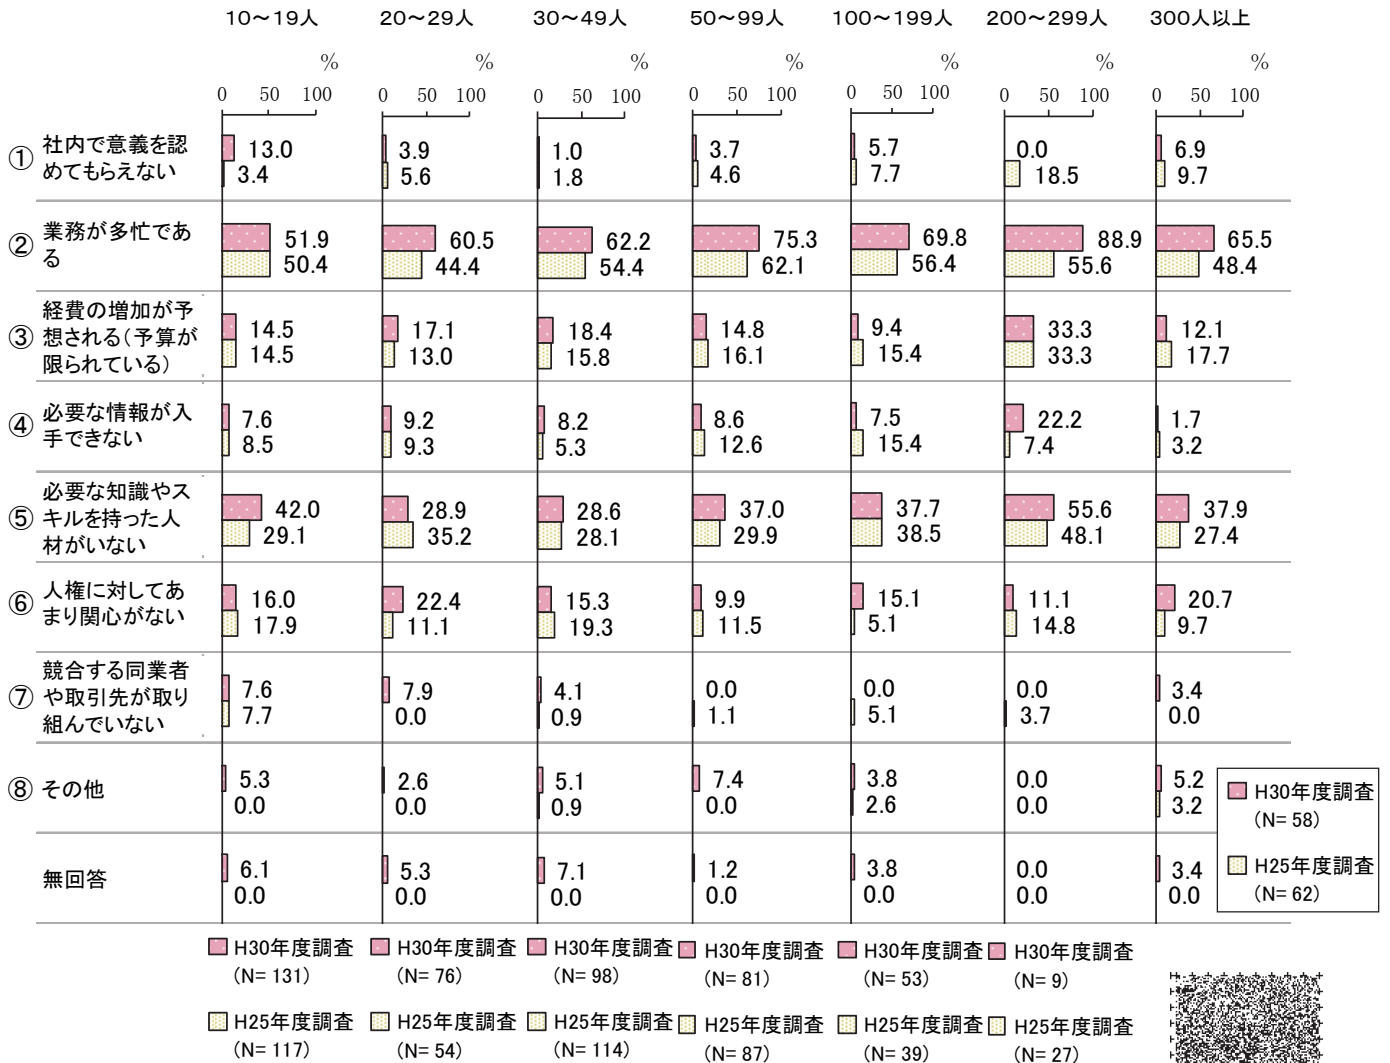 10～19人 20～29人 30～49人 50～99人 100～199人 200～299人 300人以上
% % % % % % %
0 50 100 0 50 100 0 50 100 0 50 100 0 50 100 0 50 100 0 50 100
① 社内で意義を認
めてもらえない
13.0 3.9 1.0 3.7 5.7 0.0 6.9
3.4 5.6 1.8 4.6 7.7 18.5 9.7
② 業務が多忙であ
る
51.9 60.5 62.2 75.3 69.8 88.9 65.5
50.4 44.4 54.4 62.1 56.4 55.6 48.4
③ 経費の増加が予
想される（予算が
限られている）
14.5 17.1 18.4 14.8 9.4 33.3 12.1
14.5 13.0 15.8 16.1 15.4 33.3 17.7
④ 必要な情報が入
手できない
7.6 9.2 8.2 8.6 7.5 22.2 1.7
8.5 9.3 5.3 12.6 15.4 7.4 3.2
⑤ 必要な知識やス
キルを持った人
材がいない
42.0 28.9 28.6 37.0 37.7 55.6 37.9
29.1 35.2 28.1 29.9 38.5 48.1 27.4
⑥ 人権に対してあ
まり関心がない
16.0 22.4 15.3 9.9 15.1 11.1 20.7
17.9 11.1 19.3 11.5 5.1 14.8 9.7
⑦ 競合する同業者
や取引先が取り
組んでいない
7.6 7.9 4.1 0.0 0.0 0.0 3.4
7.7 0.0 0.9 1.1 5.1 3.7 0.0
⑧ その他
5.3 2.6 5.1 7.4 3.8 0.0 5.2
0.0 0.0 0.9 0.0 2.6 0.0 3.2
無回答
6.1 5.3 7.1 1.2 3.8 0.0 3.4
0.0 0.0 0.0 0.0 0.0 0.0 0.0
H30年度調査
（N= 58）
H25年度調査
（N= 62）
H30年度調査 H30年度調査 H30年度調査 H30年度調査 H30年度調査 H30年度調査
（N= 131） （N= 76） （N= 98） （N= 81） （N= 53） （N= 9）
H25年度調査 H25年度調査 H25年度調査 H25年度調査 H25年度調査 H25年度調査
（N= 117） （N= 54） （N= 114） （N= 87） （N= 39） （N= 27）